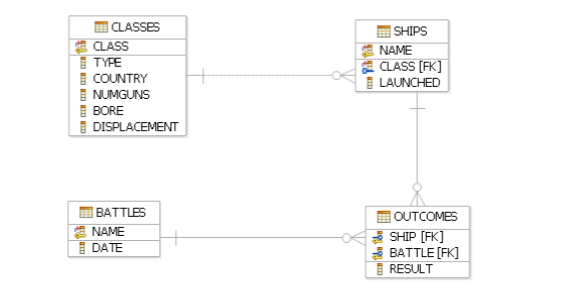 CLASSES
CLASS
TYPE
COUNTRY
NUMGUNS
BORE
DISPLACEMENT
SHIPS
NAME
CLASS [FK]
LAUNCHED
BATTLES
NAME
DATE
OUTCOMES
SHIP [FK]
BATTLE [FK]
RESULT